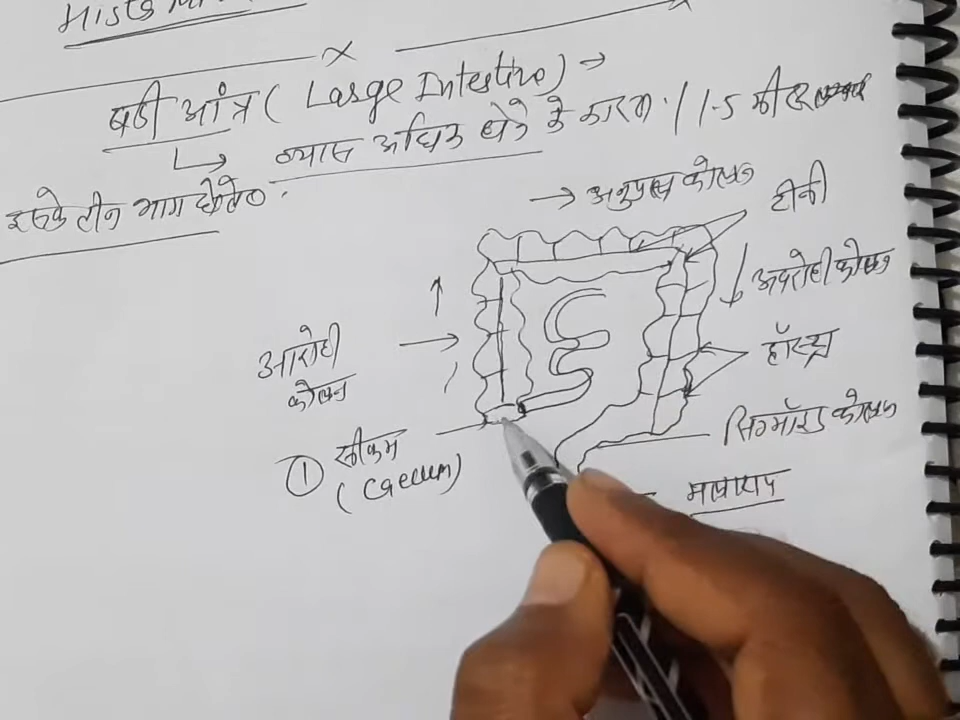 बडी आंत्र ( Large Intestine ) →
व्यास अधिक होने के कारण / 1.5 मीटर
इसके तीन भाग होते है
→ अनुप्रस्थ कोलन
टीनी
↓ अवरोही कोलन
आरोही
कोलन
हॉस्ट्रा
सिग्मॉइड कोलन
① सीकम
( Caecum )
मलाशय